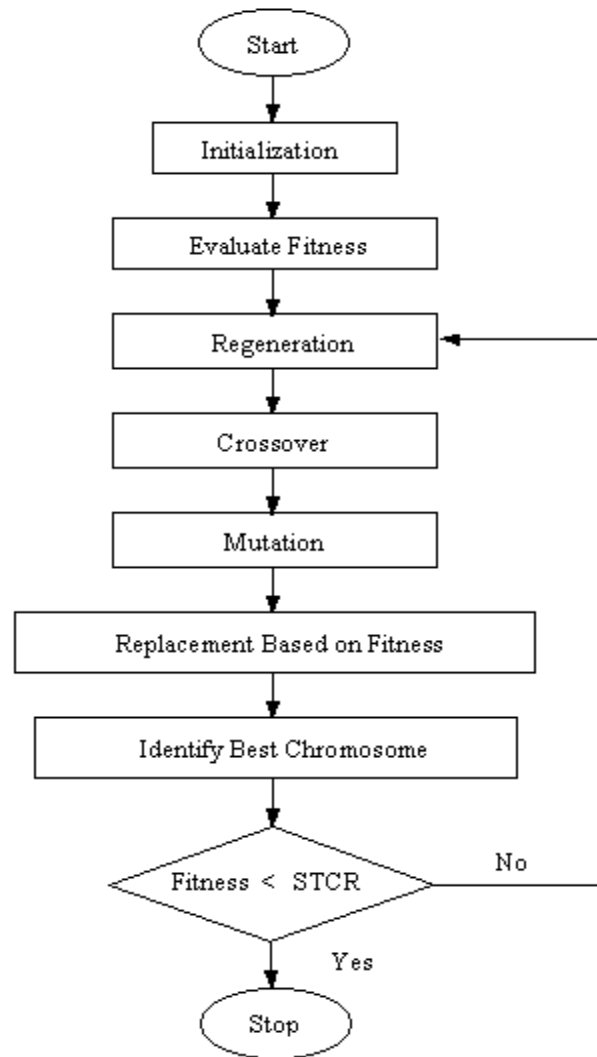 Start
Initialization
Evaluate Fitness
Regeneration
Crossover
Mutation
Replacement Based on Fitness
Identify Best Chromosome
Fitness < STCR
No
Yes
Stop